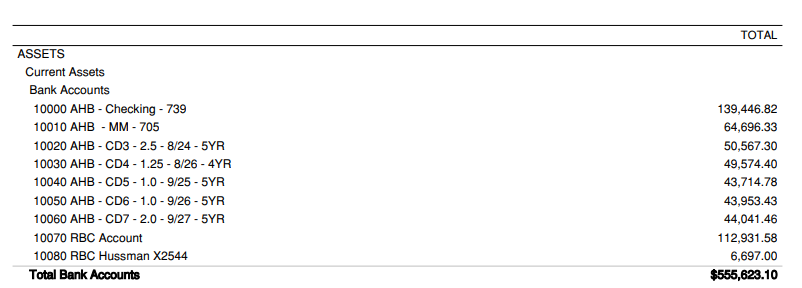 TOTAL
ASSETS
Current Assets
Bank Accounts
10000 AHB - Checking - 739 139,446.82
10010 AHB - MM - 705 64,696.33
10020 AHB - CD3 - 2.5 - 8/24 - 5YR 50,567.30
10030 AHB - CD4 - 1.25 - 8/26 - 4YR 49,574.40
10040 AHB - CD5 - 1.0 - 9/25 - 5YR 43,714.78
10050 AHB - CD6 - 1.0 - 9/26 - 5YR 43,953.43
10060 AHB - CD7 - 2.0 - 9/27 - 5YR 44,041.46
10070 RBC Account 112,931.58
10080 RBC Hussman X2544 6,697.00
Total Bank Accounts $555,623.10